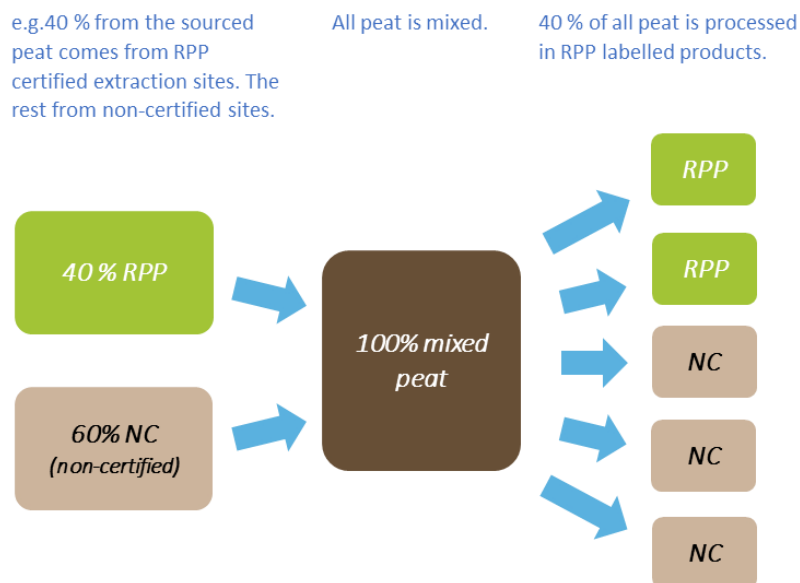 e.g.40 % from the sourced
peat comes from RPP
certified extraction sites. The
rest from non-certified sites.
All peat is mixed.
40 % of all peat is processed
in RPP labelled products.
40 % RPP
60% NC
(non-certified)
100% mixed
peat
RPP
RPP
NC
NC
NC